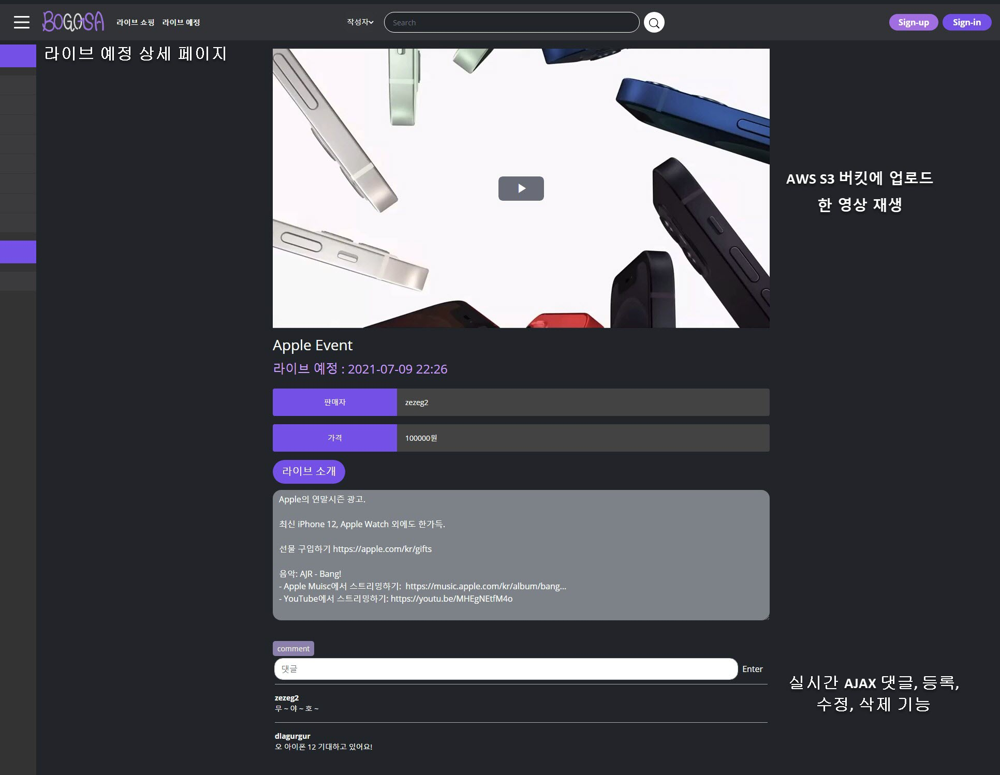 BOGOSA
라이브 쇼핑 라이브 예정
작성자
Search
Sign-up
Sign-in
라이브 예정 상세 페이지
AWS S3 버킷에 업로드
한 영상 재생
Apple Event
라이브 예정 : 2021-07-09 22:26
판매자
zezeg2
가격
100000원
라이브 소개
Apple의 연말시즌 광고.
최신 iPhone 12, Apple Watch 외에도 한가득.
선물 구입하기 https://apple.com/kr/gifts
음악: AJR - Bang!
- Apple Muisc에서 스트리밍하기:  https://music.apple.com/kr/album/bang...
- YouTube에서 스트리밍하기: https://youtu.be/MHEgNEtfM4o
comment
댓글
Enter
실시간 AJAX 댓글, 등록,
수정, 삭제 기능
zezeg2
무 ~ 야 ~ 호 ~
dlagurgur
오 아이폰 12 기대하고 있어요!